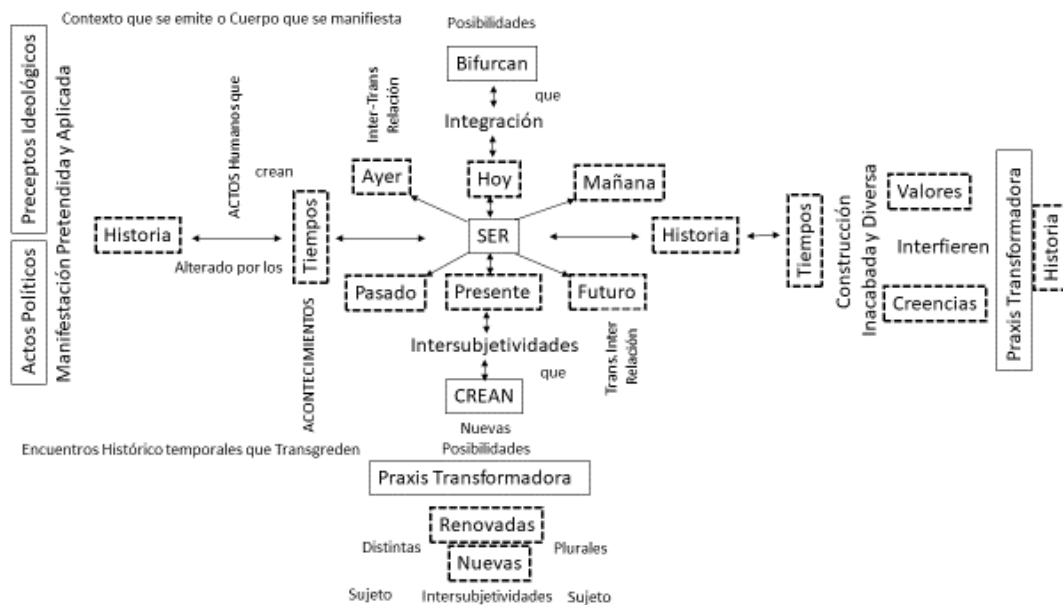 Contexto que se emite o Cuerpo que se manifiesta
Posibilidades
Preceptos Ideológicos
Actos Políticos
Manifestación Pretendida y Aplicada
Bifurcan
que
Integración
ACTOS Humanos que
crean
Inter-Trans
Relación
Ayer
Hoy
Mañana
Historia
Alterado por los
Tiempos
ACONTECIMIENTOS
SER
Historia
Tiempos
Construcción
Inacabada y Diversa
Valores
Interfieren
Creencias
Praxis Transformadora
Historia
Pasado
Presente
Futuro
Intersubjetividades
que
Trans.Inter
Relación
CREAN
Nuevas
Posibilidades
Encuentros Histórico temporales que Transgreden
Praxis Transformadora
Renovadas
Distintas
Plurales
Nuevas
Sujeto
Intersubjetividades
Sujeto